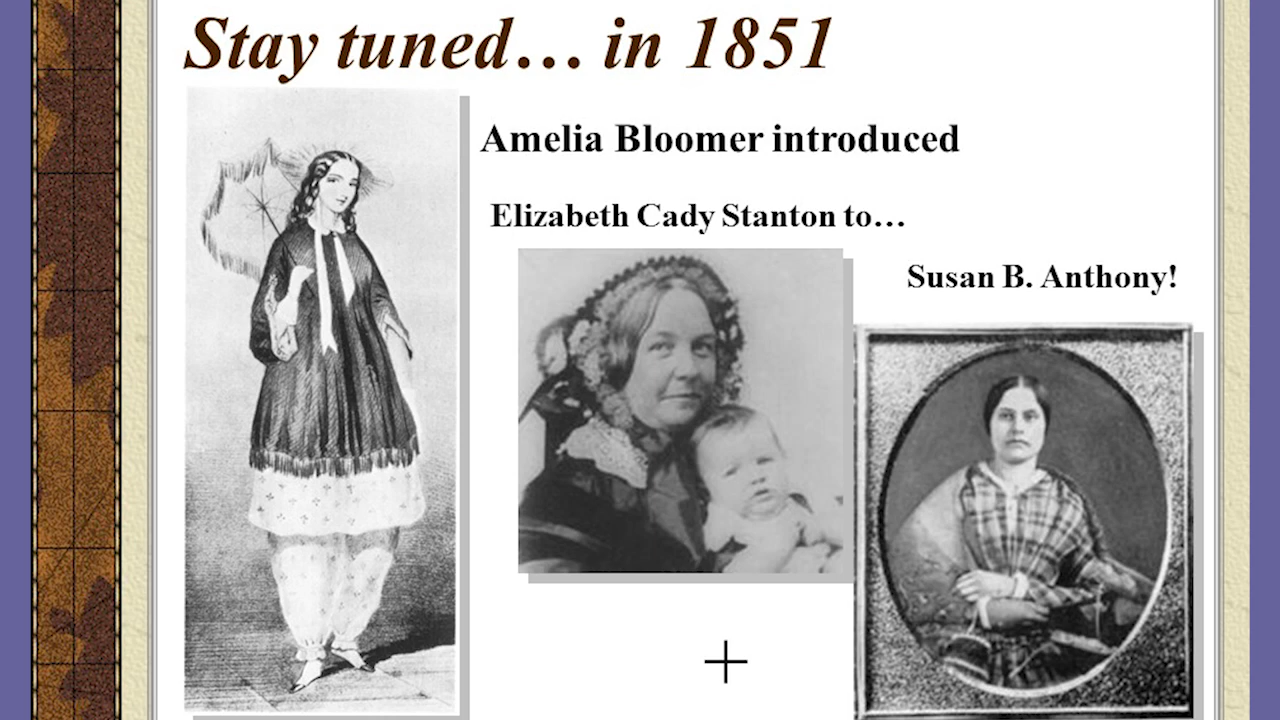 Stay tuned… in 1851
Amelia Bloomer introduced
Elizabeth Cady Stanton to…
Susan B. Anthony!
+